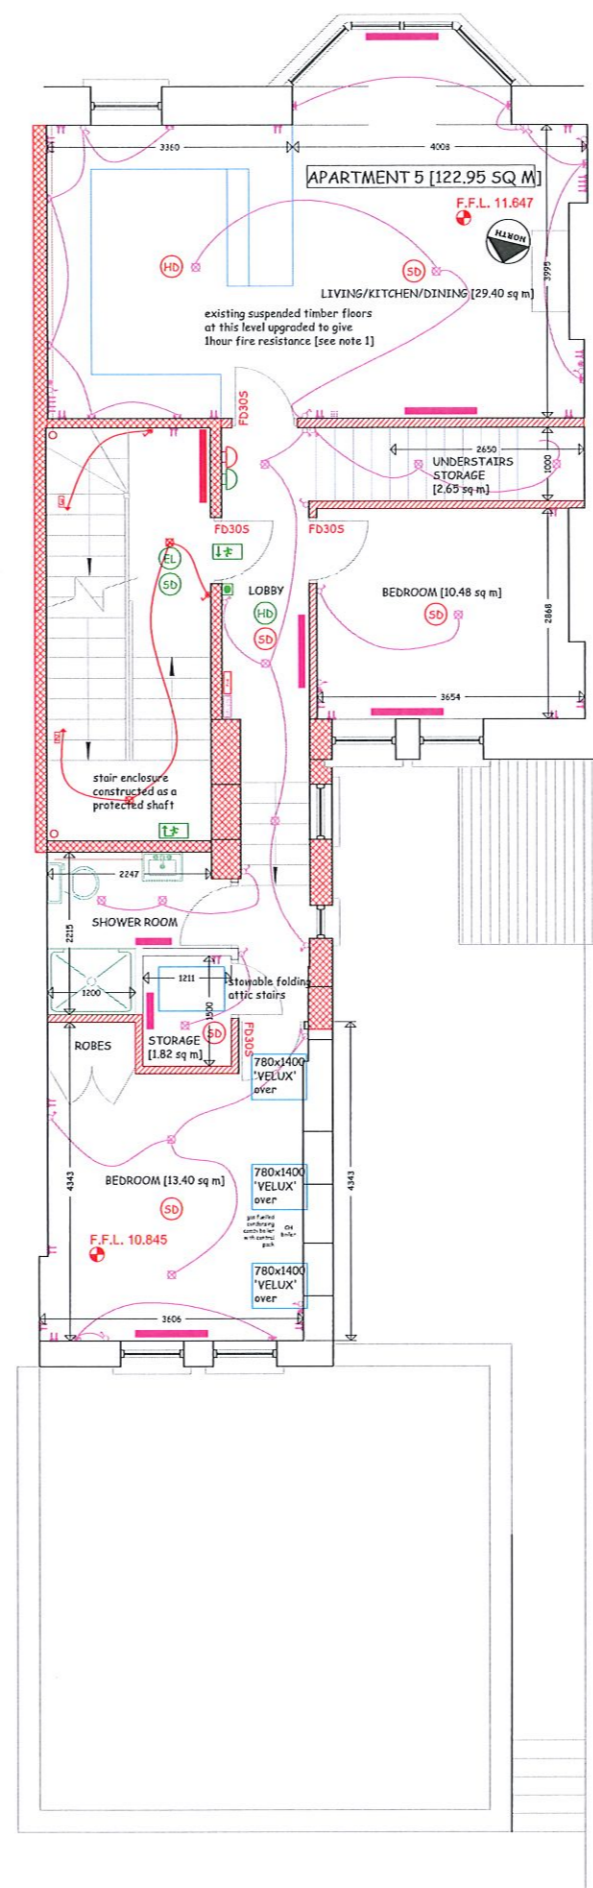 3360
4008
APARTMENT 5 [122.95 SQ M]
F.F.L. 11.647
NORTH
HD
SD
3995
LIVING/KITCHEN/DINING [29.40 sq m]
existing suspended timber floors
at this level upgraded to give
1hour fire resistance [see note 1]
FD30S
2650
UNDERSTAIRS
STORAGE
[2.65 sq m]
1000
FD30S
FD30S
EL
SD
LOBBY
HD
SD
BEDROOM [10.48 sq m]
SD
2868
3654
stair enclosure
constructed as a
protected shaft
2247
SHOWER ROOM
2215
1200
1211
1500
stowable folding
attic stairs
STORAGE
[1.82 sq m]
SD
FD30S
ROBES
780x1400
'VELUX'
over
4343
BEDROOM [13.40 sq m]
SD
780x1400
'VELUX'
over
4343
F.F.L. 10.845
780x1400
'VELUX'
over
3606